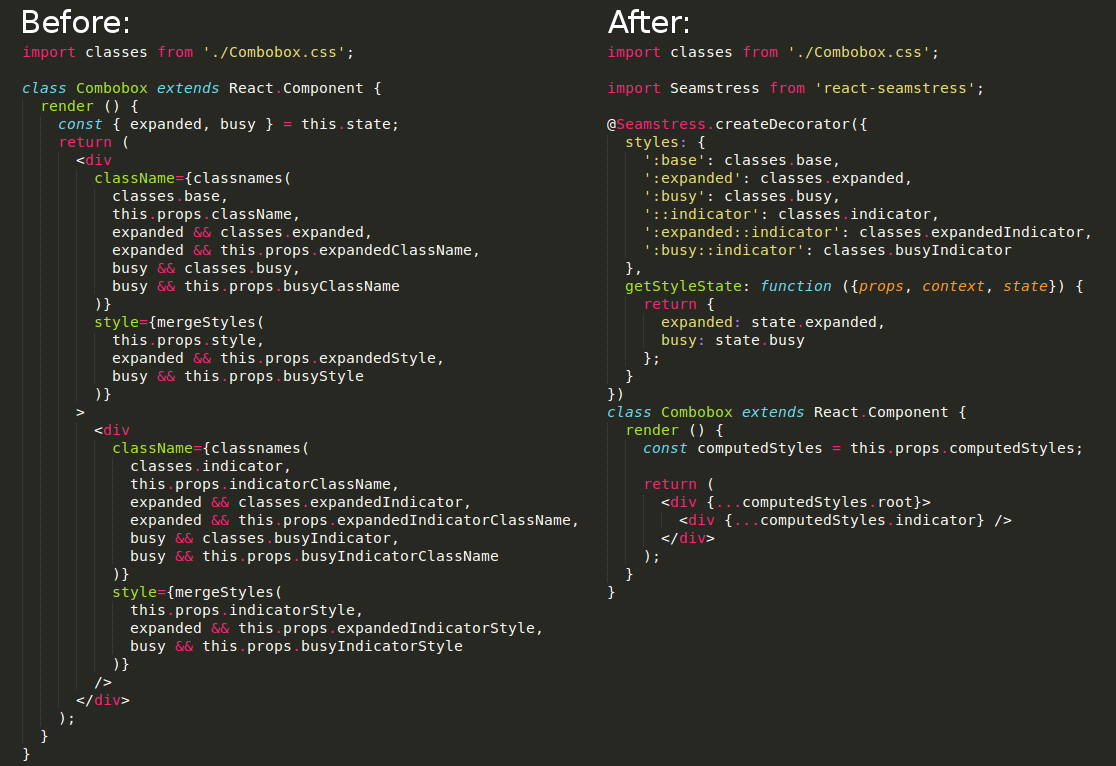 Before:
import classes from './Combobox.css';

class Combobox extends React.Component {
  render () {
    const { expanded, busy } = this.state;
    return (
      <div
        className={classnames(
          classes.base,
          this.props.className,
          expanded && classes.expanded,
          expanded && this.props.expandedClassName,
          busy && classes.busy,
          busy && this.props.busyClassName
        )}
        style={mergeStyles(
          this.props.style,
          expanded && this.props.expandedStyle,
          busy && this.props.busyStyle
        )}
      >
        <div
          className={classnames(
            classes.indicator,
            this.props.indicatorClassName,
            expanded && classes.expandedIndicator,
            expanded && this.props.expandedIndicatorClassName,
            busy && classes.busyIndicator,
            busy && this.props.busyIndicatorClassName
          )}
          style={mergeStyles(
            this.props.indicatorStyle,
            expanded && this.props.expandedIndicatorStyle,
            busy && this.props.busyIndicatorStyle
          )}
        />
      </div>
    );
  }
}
After:
import classes from './Combobox.css';

import Seamstress from 'react-seamstress';

@Seamstress.createDecorator({
  styles: {
    ':base': classes.base,
    ':expanded': classes.expanded,
    ':busy': classes.busy,
    '::indicator': classes.indicator,
    ':expanded::indicator': classes.expandedIndicator,
    ':busy::indicator': classes.busyIndicator
  },
  getStyleState: function ({props, context, state}) {
    return {
      expanded: state.expanded,
      busy: state.busy
    };
  }
})
class Combobox extends React.Component {
  render () {
    const computedStyles = this.props.computedStyles;

    return (
      <div {...computedStyles.root}>
        <div {...computedStyles.indicator} />
      </div>
    );
  }
}